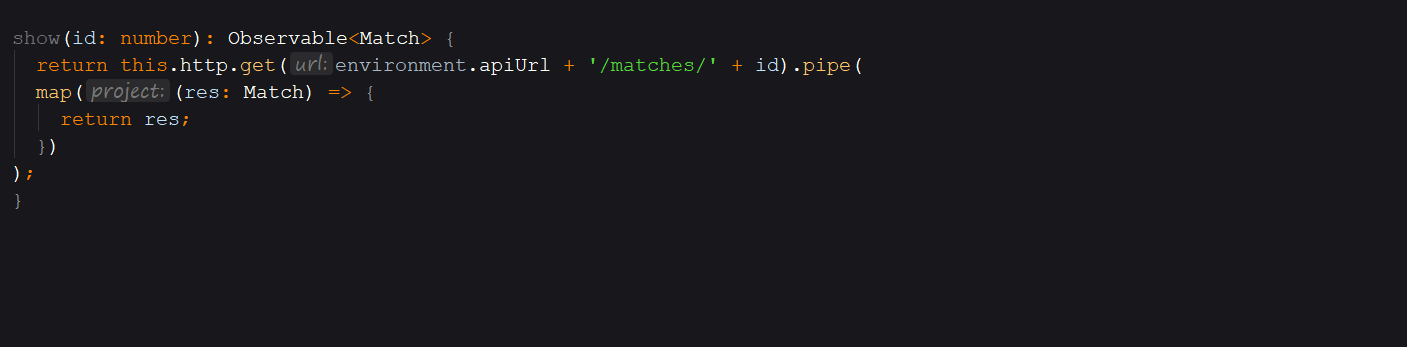 show(id: number): Observable<Match> {
return this.http.get( url: environment.apiUrl + '/matches/' + id).pipe(
map( project: (res: Match) => {
return res;
})
);
}